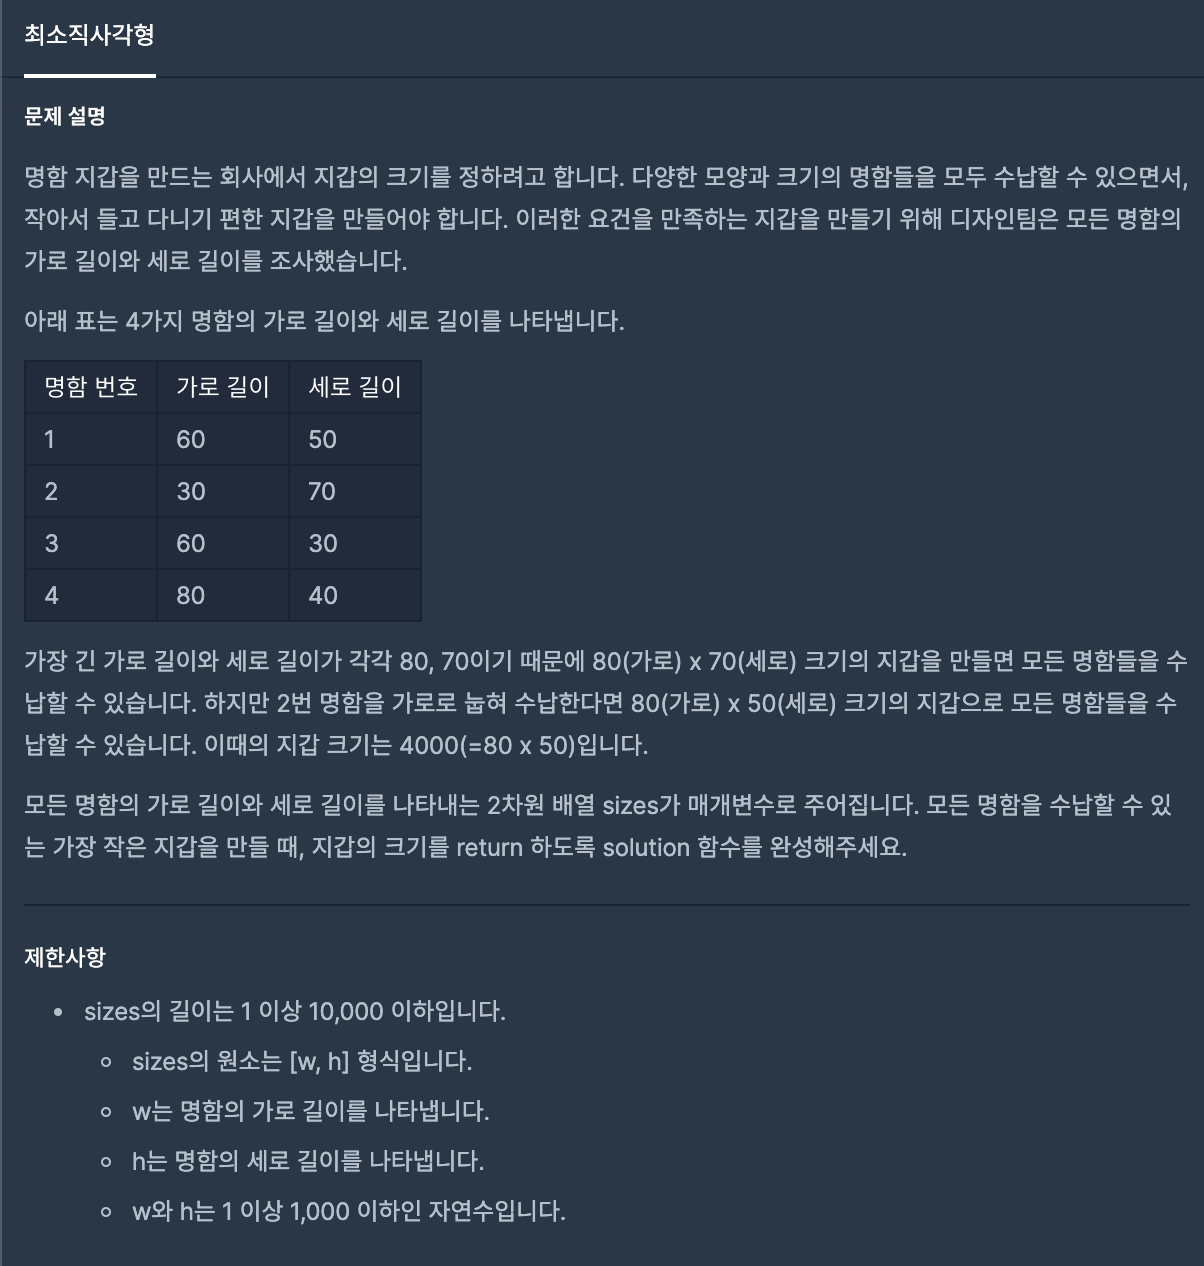 최소직사각형
문제 설명
명함 지갑을 만드는 회사에서 지갑의 크기를 정하려고 합니다. 다양한 모양과 크기의 명함들을 모두 수납할 수 있으면서,
작아서 들고 다니기 편한 지갑을 만들어야 합니다. 이러한 요건을 만족하는 지갑을 만들기 위해 디자인팀은 모든 명함의
가로 길이와 세로 길이를 조사했습니다.
아래 표는 4가지 명함의 가로 길이와 세로 길이를 나타냅니다.
명함 번호 가로 길이 세로 길이
1 60 50
2 30 70
3 60 30
4 80 40
가장 긴 가로 길이와 세로 길이가 각각 80, 70이기 때문에 80(가로) x 70(세로) 크기의 지갑을 만들면 모든 명함들을 수
납할 수 있습니다. 하지만 2번 명함을 가로로 눕혀 수납한다면 80(가로) x 50(세로) 크기의 지갑으로 모든 명함들을 수
납할 수 있습니다. 이때의 지갑 크기는 4000(=80 x 50)입니다.
모든 명함의 가로 길이와 세로 길이를 나타내는 2차원 배열 sizes가 매개변수로 주어집니다. 모든 명함을 수납할 수 있
는 가장 작은 지갑을 만들 때, 지갑의 크기를 return 하도록 solution 함수를 완성해주세요.
제한사항
• sizes의 길이는 1 이상 10,000 이하입니다.
◦ sizes의 원소는 [w, h] 형식입니다.
◦ w는 명함의 가로 길이를 나타냅니다.
◦ h는 명함의 세로 길이를 나타냅니다.
◦ w와 h는 1 이상 1,000 이하인 자연수입니다.